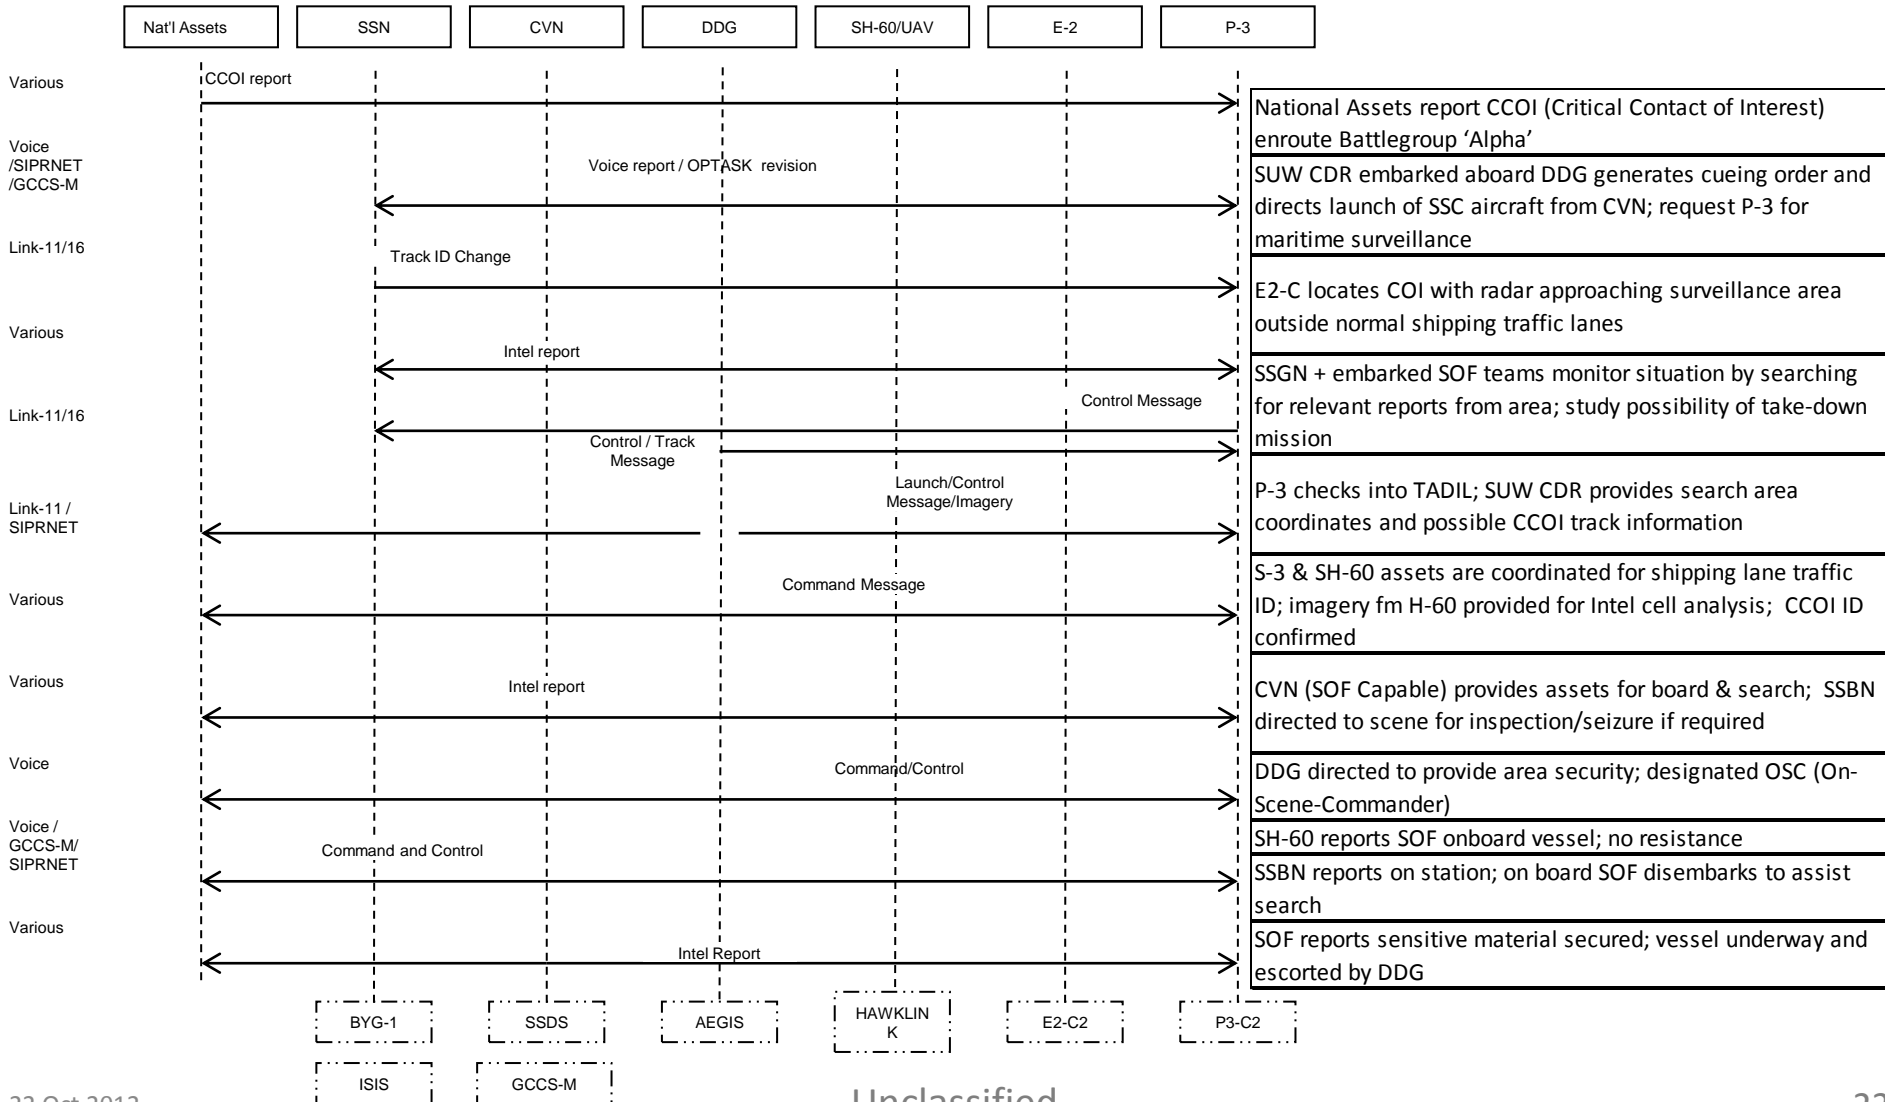 Nat'l Assets
SSN
CVN
DDG
SH-60/UAV
E-2
P-3
Various
CCOI report
National Assets report CCOI (Critical Contact of Interest)
enroute Battlegroup ‘Alpha’
Voice
/SIPRNET
/GCCS-M
Voice report / OPTASK revision
SUW CDR embarked aboard DDG generates cueing order and
directs launch of SSC aircraft from CVN; request P-3 for
maritime surveillance
Link-11/16
Track ID Change
E2-C locates COI with radar approaching surveillance area
outside normal shipping traffic lanes
Various
Intel report
SSGN + embarked SOF teams monitor situation by searching
for relevant reports from area; study possibility of take-down
mission
Link-11/16
Control Message
Control / Track
Message
Launch/Control
Message/Imagery
P-3 checks into TADIL; SUW CDR provides search area
coordinates and possible CCOI track information
Link-11 /
SIPRNET
Command Message
S-3 & SH-60 assets are coordinated for shipping lane traffic
ID; imagery fm H-60 provided for Intel cell analysis; CCOI ID
confirmed
Various
Various
Intel report
CVN (SOF Capable) provides assets for board & search; SSBN
directed to scene for inspection/seizure if required
Voice
Command/Control
DDG directed to provide area security; designated OSC (On-
Scene-Commander)
Voice /
GCCS-M/
SIPRNET
Command and Control
SH-60 reports SOF onboard vessel; no resistance
SSBN reports on station; on board SOF disembarks to assist
search
Various
Intel Report
SOF reports sensitive material secured; vessel underway and
escorted by DDG
BYG-1
SSDS
AEGIS
HAWKLIN
K
E2-C2
P3-C2
ISIS
GCCS-M
Unclassified